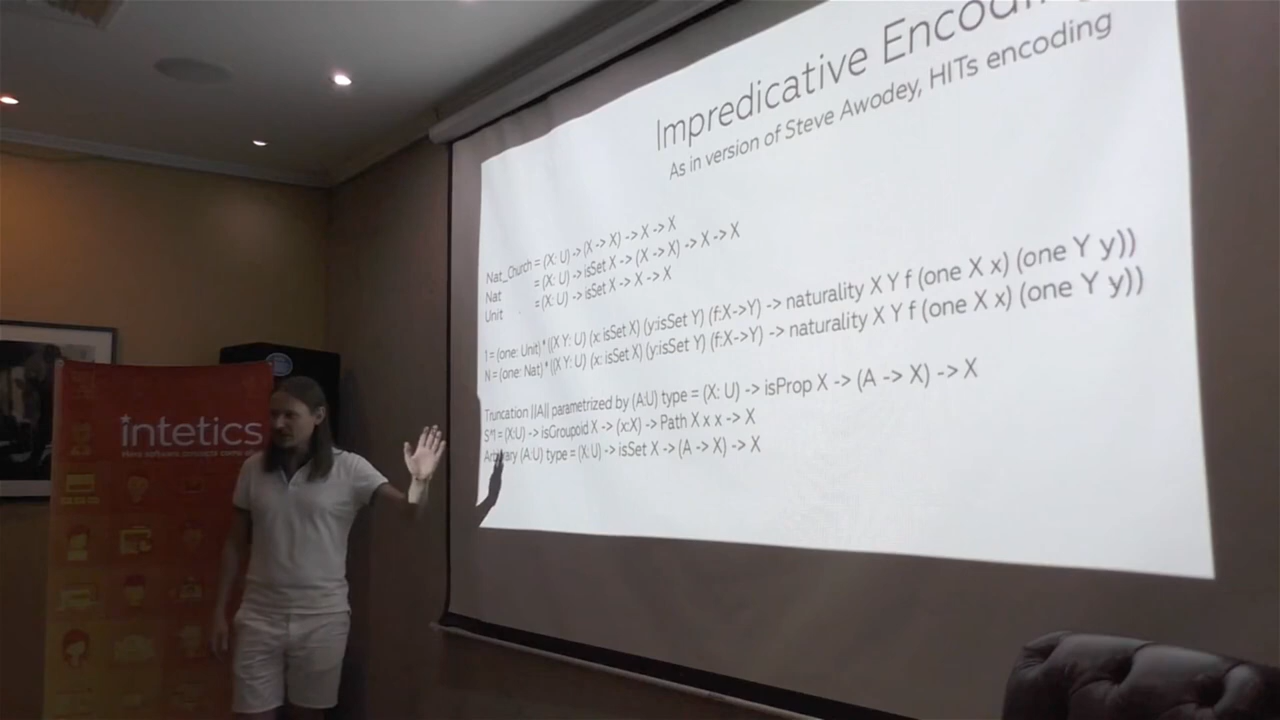 Impredicative
As in version of Steve Awodey, HITs encoding
Nat_Church = (X: U) -> (X -> X) -> X -> X
Nat = (X: U) -> isSet X -> (X -> X) -> X -> X
Unit = (X: U) -> isSet X -> X -> X
1 = (one: Unit) * ((X Y: U) (x: isSet X) (y:isSet Y) (f:X->Y) -> naturality X Y f (one X x) (one Y y))
N = (one: Nat) * ((X Y: U) (x: isSet X) (y:isSet Y) (f:X->Y) -> naturality X Y f (one X x) (one Y y))
Truncation ||A|| parametrized by (A:U) type = (X: U) -> isProp X -> (A -> X) -> X
S^1 = (X:U) -> isGroupoid X -> (x:X) -> Path X x x -> X
(A:U) type = (X:U) -> isSet X -> (A -> X) -> X
intetics